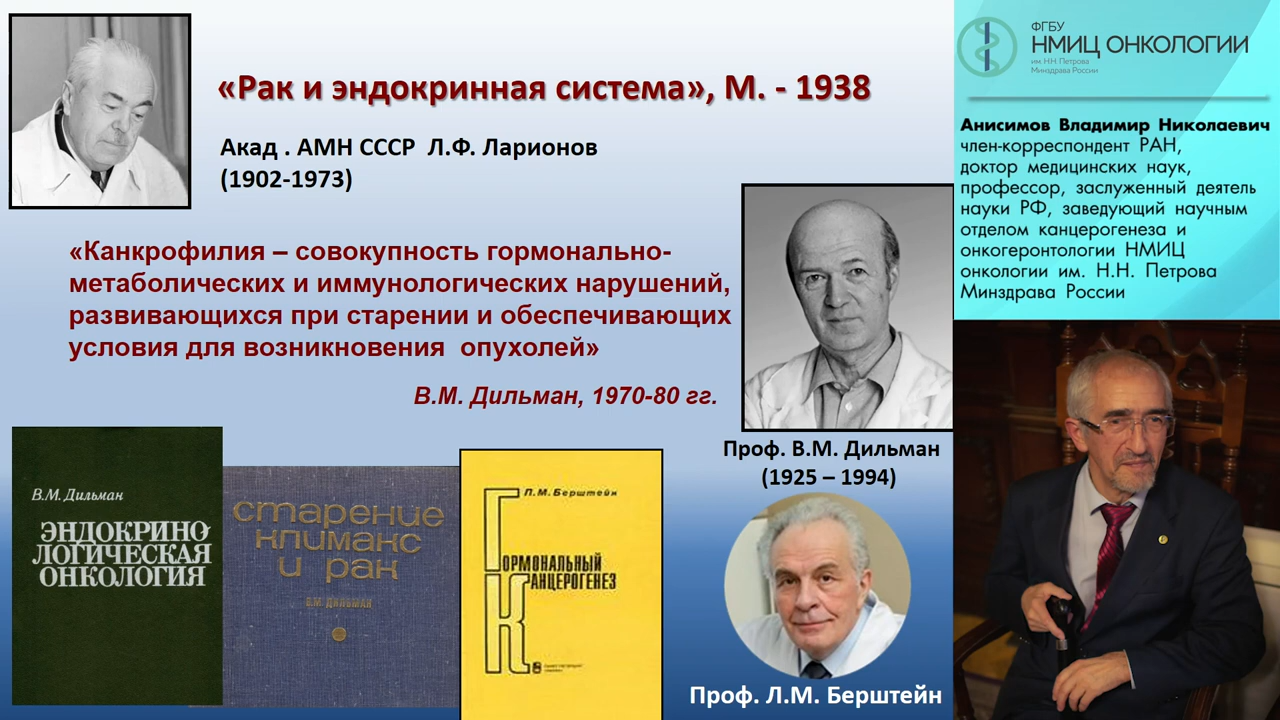 «Рак и эндокринная система», М. - 1938
Акад . АМН СССР Л.Ф. Ларионов
(1902-1973)
«Канкрофилия – совокупность гормонально-
метаболических и иммунологических нарушений,
развивающихся при старении и обеспечивающих
условия для возникновения опухолей»
В.М. Дильман, 1970-80 гг.
Проф. В.М. Дильман
(1925 – 1994)
В.М. Дильман
ЭНДОКРИНО-
ЛОГИЧЕСКАЯ
ОНКОЛОГИЯ
старение
климакс
и рак
В.М. ДИЛЬМАН
Л.М. Берштейн
ГОРМОНАЛЬНЫЙ
КАНЦЕРОГЕНЕЗ
Проф. Л.М. Берштейн
ФГБУ
НМИЦ ОНКОЛОГИИ
им. Н.Н. Петрова
Минздрава России
Анисимов Владимир Николаевич
член-корреспондент РАН,
доктор медицинских наук,
профессор, заслуженный деятель
науки РФ, заведующий научным
отделом канцерогенеза и
онкогеронтологии НМИЦ
онкологии им. Н.Н. Петрова
Минздрава России